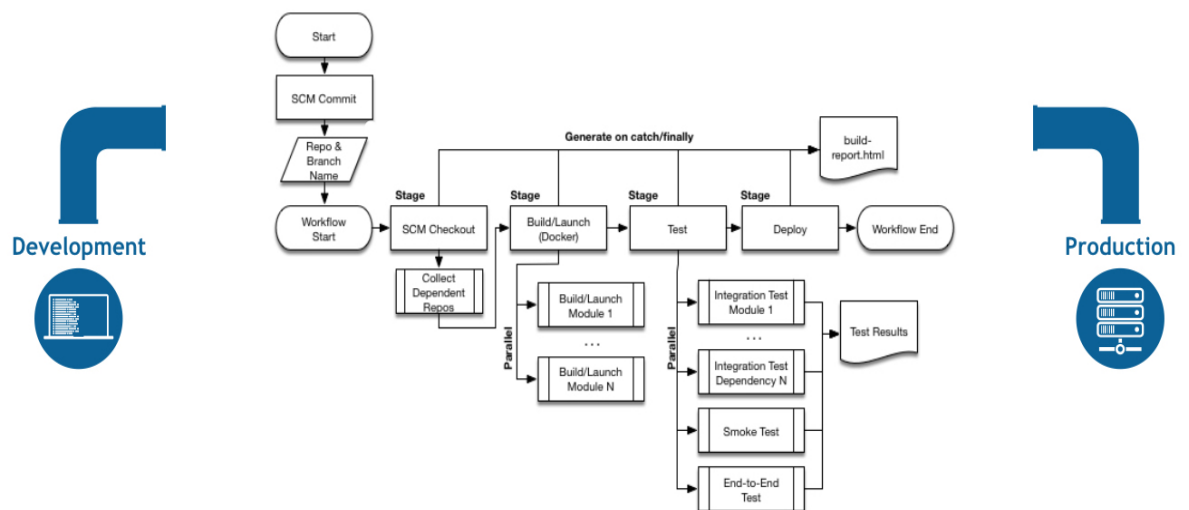 Start
SCM Commit
Repo &
Branch
Name
Generate on catch/finally
build-
report.html
Stage
Stage
Stage
Stage
Workflow
Start
SCM Checkout
Build/Launch
(Docker)
Test
Deploy
Workflow End
Development
Production
Collect
Dependent
Repos
Parallel
Build/Launch
Module 1
...
Build/Launch
Module N
Parallel
Integration Test
Module 1
...
Integration Test
Dependency N
Smoke Test
End-to-End
Test
Test Results